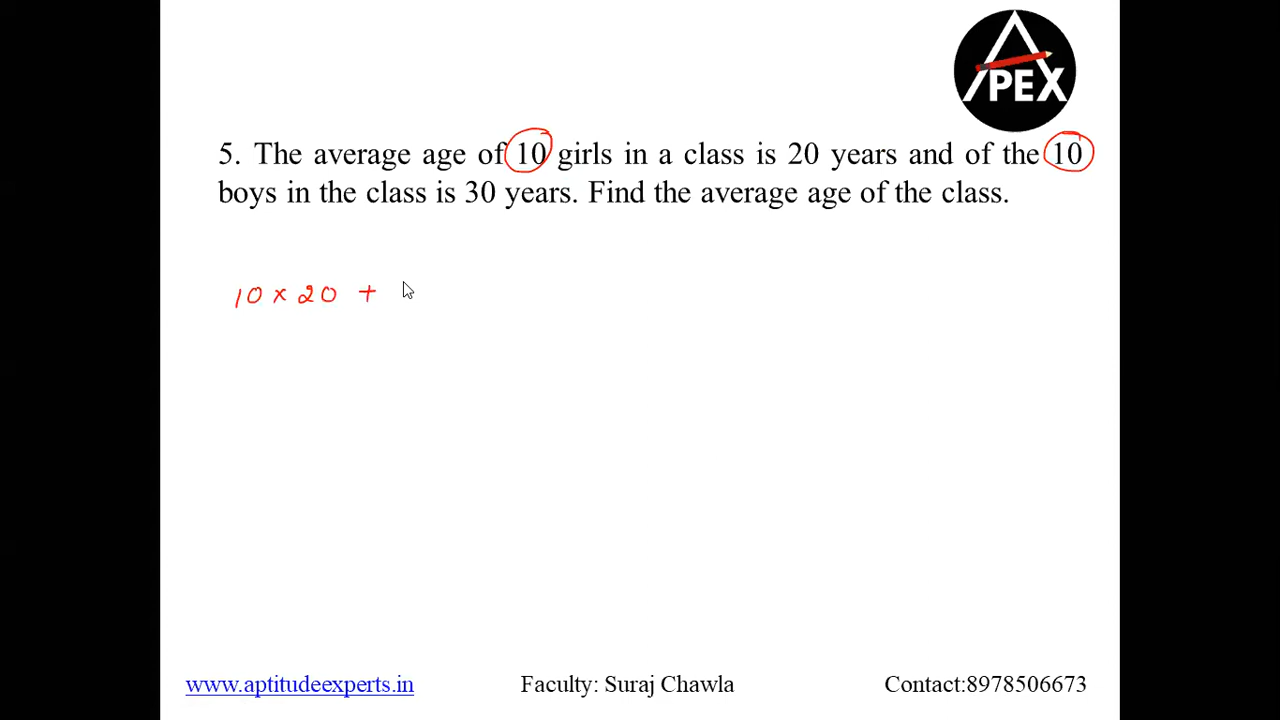 APEX
5. The average age of 10 girls in a class is 20 years and of the 10
boys in the class is 30 years. Find the average age of the class.
10 × 20 +
www.aptitudeexperts.in Faculty: Suraj Chawla Contact:8978506673